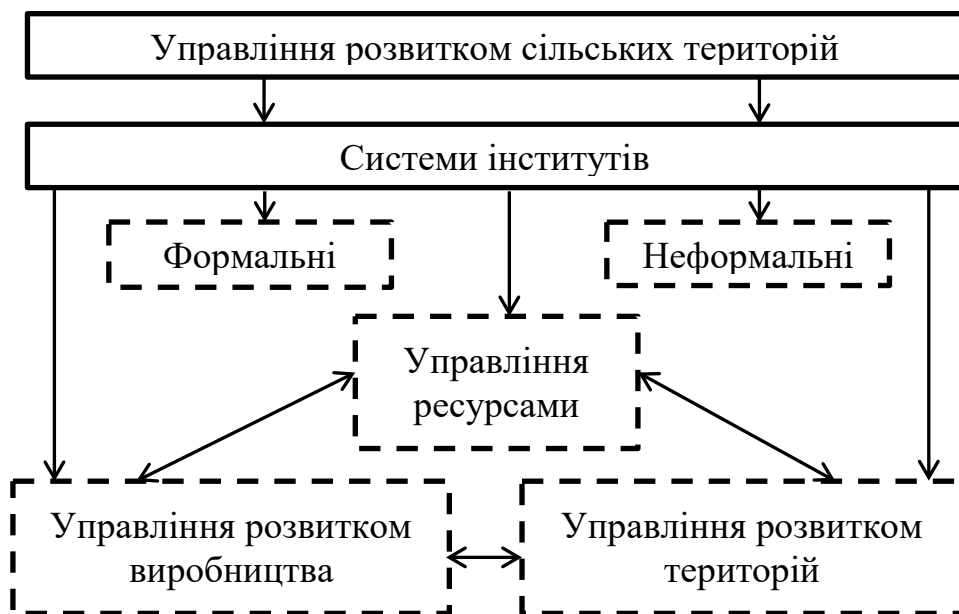 Управління розвитком сільських територій
Системи інститутів
Формальні
Неформальні
Управління
ресурсами
Управління розвитком
виробництва
Управління розвитком
територій